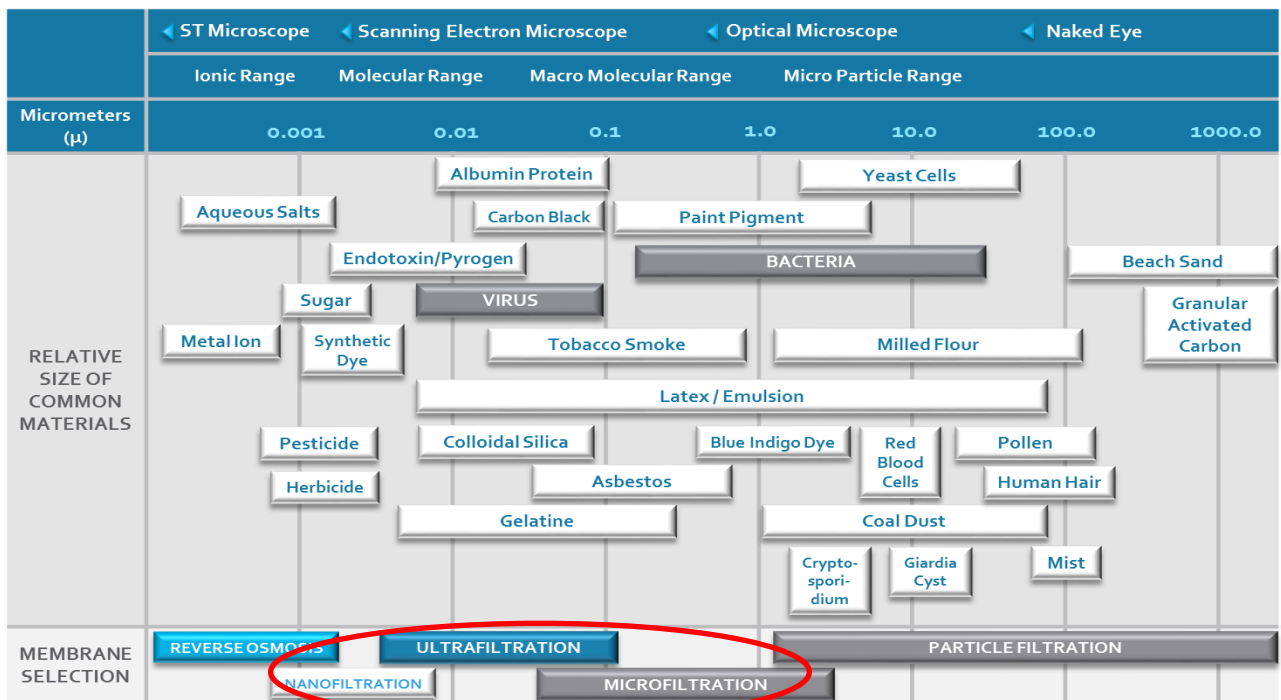 ST Microscope Scanning Electron Microscope Optical Microscope Naked Eye
Ionic Range Molecular Range Macro Molecular Range Micro Particle Range
Micrometers
(μ)
0.001 0.01 0.1 1.0 10.0 100.0 1000.0
RELATIVE
SIZE OF
COMMON
MATERIALS
Albumin Protein
Yeast Cells
Aqueous Salts
Carbon Black
Paint Pigment
Endotoxin/Pyrogen
BACTERIA
Beach Sand
Sugar
VIRUS
Granular
Activated
Carbon
Metal Ion
Synthetic
Dye
Tobacco Smoke
Milled Flour
Latex / Emulsion
Pesticide
Colloidal Silica
Blue Indigo Dye
Red
Blood
Cells
Pollen
Herbicide
Asbestos
Human Hair
Gelatine
Coal Dust
Crypto-
spori-
dium
Giardia
Cyst
Mist
MEMBRANE
SELECTION
REVERSE OSMOSIS
ULTRAFILTRATION
PARTICLE FILTRATION
NANOFILTRATION
MICROFILTRATION